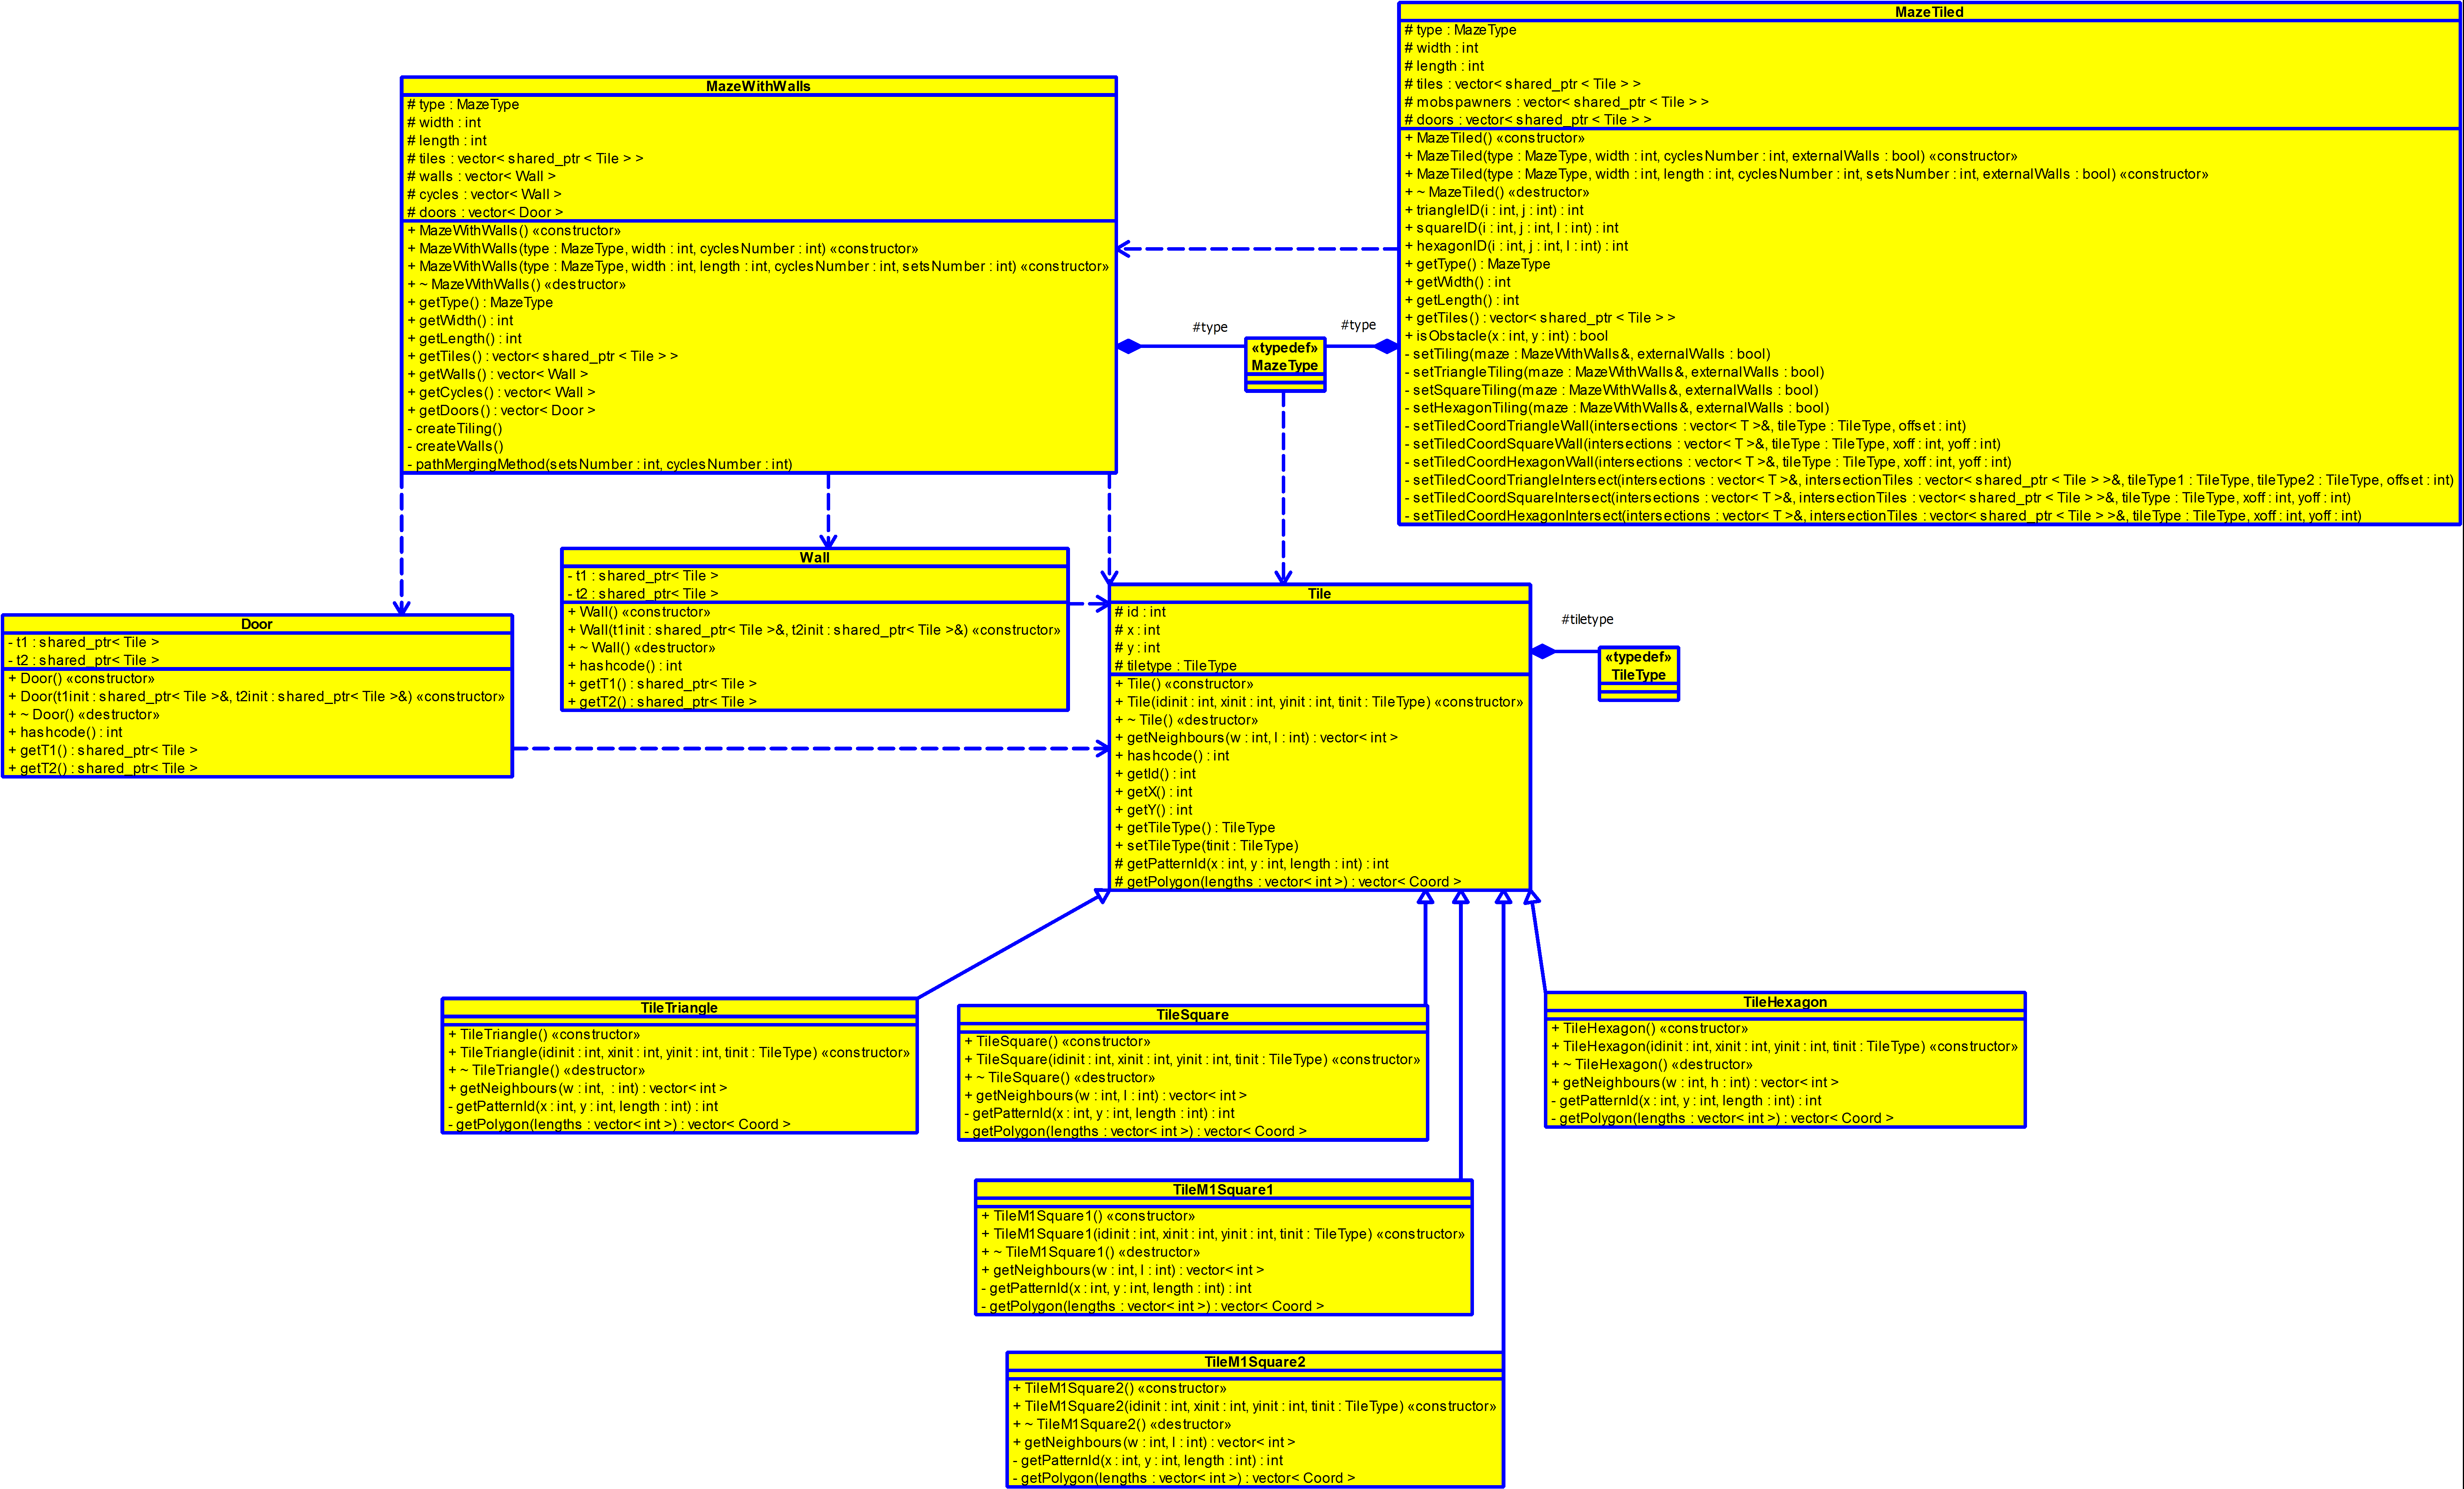 MazeTiled
# type : MazeType
# width : int
# length : int
# tiles : vector< shared_ptr < Tile > >
# mobspawners : vector< shared_ptr < Tile > >
# doors : vector< shared_ptr < Tile > >
+ MazeTiled() «constructor»
+ MazeTiled(type : MazeType, width : int, cyclesNumber : int, externalWalls : bool) «constructor»
+ MazeTiled(type : MazeType, width : int, length : int, cyclesNumber : int, setsNumber : int, externalWalls : bool) «constructor»
+ ~ MazeTiled() «destructor»
+ triangleID(i : int, j : int) : int
+ squareID(i : int, j : int, l : int) : int
+ hexagonID(i : int, j : int, l : int) : int
+ getType() : MazeType
+ getWidth() : int
+ getLength() : int
+ getTiles() : vector< shared_ptr < Tile > >
+ isObstacle(x : int, y : int) : bool
- setTiling(maze : MazeWithWalls&, externalWalls : bool)
- setTriangleTiling(maze : MazeWithWalls&, externalWalls : bool)
- setSquareTiling(maze : MazeWithWalls&, externalWalls : bool)
- setHexagonTiling(maze : MazeWithWalls&, externalWalls : bool)
- setTiledCoordTriangleWall(intersections : vector< T >&, tileType : TileType, offset : int)
- setTiledCoordSquareWall(intersections : vector< T >&, tileType : TileType, xoff : int, yoff : int)
- setTiledCoordHexagonWall(intersections : vector< T >&, tileType : TileType, xoff : int, yoff : int)
- setTiledCoordTriangleIntersect(intersections : vector< T >&, intersectionTiles : vector< shared_ptr < Tile > >&, tileType1 : TileType, tileType2 : TileType, offset : int)
- setTiledCoordSquareIntersect(intersections : vector< T >&, intersectionTiles : vector< shared_ptr < Tile > >&, tileType : TileType, xoff : int, yoff : int)
- setTiledCoordHexagonIntersect(intersections : vector< T >&, intersectionTiles : vector< shared_ptr < Tile > >&, tileType : TileType, xoff : int, yoff : int)
MazeWithWalls
# type : MazeType
# width : int
# length : int
# tiles : vector< shared_ptr < Tile > >
# walls : vector< Wall >
# cycles : vector< Wall >
# doors : vector< Door >
+ MazeWithWalls() «constructor»
+ MazeWithWalls(type : MazeType, width : int, cyclesNumber : int) «constructor»
+ MazeWithWalls(type : MazeType, width : int, length : int, cyclesNumber : int, setsNumber : int) «constructor»
+ ~ MazeWithWalls() «destructor»
+ getType() : MazeType
+ getWidth() : int
+ getLength() : int
+ getTiles() : vector< shared_ptr < Tile > >
+ getWalls() : vector< Wall >
+ getCycles() : vector< Wall >
+ getDoors() : vector< Door >
- createTiling()
- createWalls()
- pathMergingMethod(setsNumber : int, cyclesNumber : int)
#type
#type
«typedef»
MazeType
Wall
- t1 : shared_ptr< Tile >
- t2 : shared_ptr< Tile >
+ Wall() «constructor»
+ Wall(t1init : shared_ptr< Tile >&, t2init : shared_ptr< Tile >&) «constructor»
+ ~ Wall() «destructor»
+ hashcode() : int
+ getT1() : shared_ptr< Tile >
+ getT2() : shared_ptr< Tile >
Door
- t1 : shared_ptr< Tile >
- t2 : shared_ptr< Tile >
+ Door() «constructor»
+ Door(t1init : shared_ptr< Tile >&, t2init : shared_ptr< Tile >&) «constructor»
+ ~ Door() «destructor»
+ hashcode() : int
+ getT1() : shared_ptr< Tile >
+ getT2() : shared_ptr< Tile >
Tile
# id : int
# x : int
# y : int
# tiletype : TileType
+ Tile() «constructor»
+ Tile(idinit : int, xinit : int, yinit : int, tinit : TileType) «constructor»
+ ~ Tile() «destructor»
+ getNeighbours(w : int, l : int) : vector< int >
+ hashcode() : int
+ getId() : int
+ getX() : int
+ getY() : int
+ getTileType() : TileType
+ setTileType(tinit : TileType)
# getPatternId(x : int, y : int, length : int) : int
# getPolygon(lengths : vector< int >) : vector< Coord >
#tiletype
«typedef»
TileType
TileTriangle
+ TileTriangle() «constructor»
+ TileTriangle(idinit : int, xinit : int, yinit : int, tinit : TileType) «constructor»
+ ~ TileTriangle() «destructor»
+ getNeighbours(w : int, : int) : vector< int >
- getPatternId(x : int, y : int, length : int) : int
- getPolygon(lengths : vector< int >) : vector< Coord >
TileSquare
+ TileSquare() «constructor»
+ TileSquare(idinit : int, xinit : int, yinit : int, tinit : TileType) «constructor»
+ ~ TileSquare() «destructor»
+ getNeighbours(w : int, l : int) : vector< int >
- getPatternId(x : int, y : int, length : int) : int
- getPolygon(lengths : vector< int >) : vector< Coord >
TileHexagon
+ TileHexagon() «constructor»
+ TileHexagon(idinit : int, xinit : int, yinit : int, tinit : TileType) «constructor»
+ ~ TileHexagon() «destructor»
+ getNeighbours(w : int, h : int) : vector< int >
- getPatternId(x : int, y : int, length : int) : int
- getPolygon(lengths : vector< int >) : vector< Coord >
TileM1Square1
+ TileM1Square1() «constructor»
+ TileM1Square1(idinit : int, xinit : int, yinit : int, tinit : TileType) «constructor»
+ ~ TileM1Square1() «destructor»
+ getNeighbours(w : int, l : int) : vector< int >
- getPatternId(x : int, y : int, length : int) : int
- getPolygon(lengths : vector< int >) : vector< Coord >
TileM1Square2
+ TileM1Square2() «constructor»
+ TileM1Square2(idinit : int, xinit : int, yinit : int, tinit : TileType) «constructor»
+ ~ TileM1Square2() «destructor»
+ getNeighbours(w : int, l : int) : vector< int >
- getPatternId(x : int, y : int, length : int) : int
- getPolygon(lengths : vector< int >) : vector< Coord >